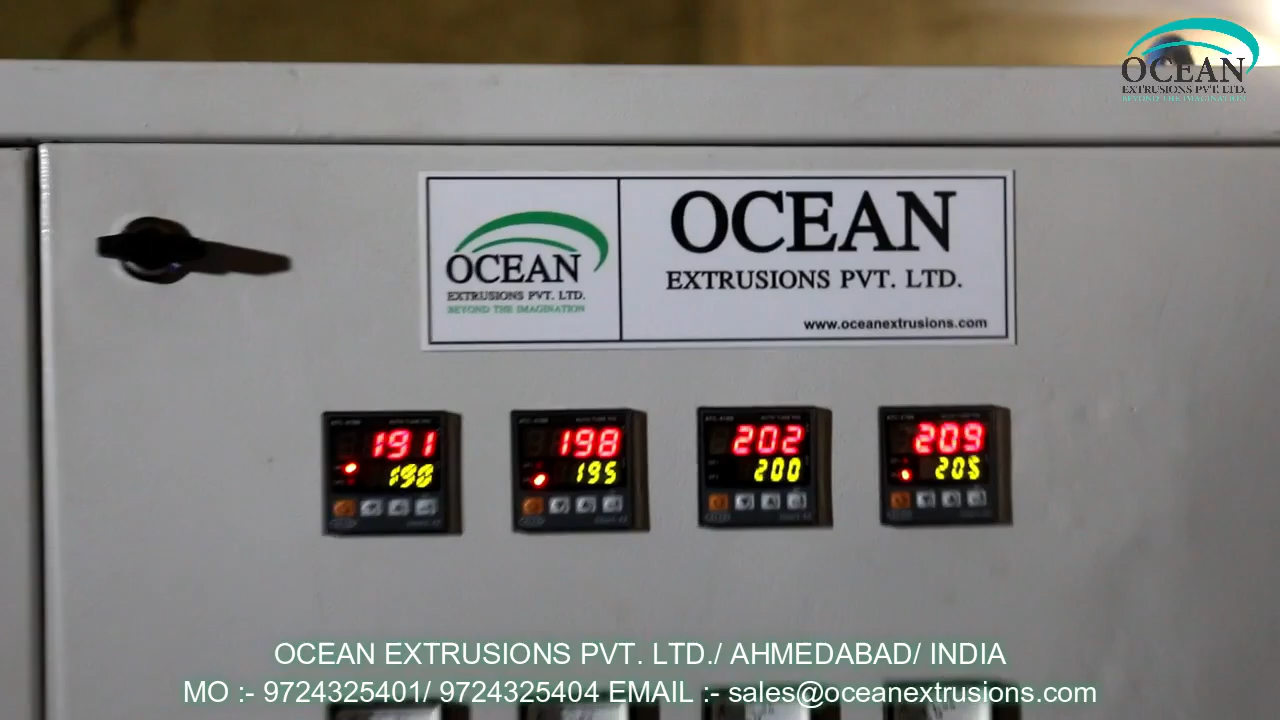 OCEAN
EXTRUSIONS PVT. LTD.
BEYOND THE IMAGINATION
OCEAN
EXTRUSIONS PVT. LTD.
BEYOND THE IMAGINATION
OCEAN
EXTRUSIONS PVT. LTD.
www.oceanextrusions.com
191
190
198
195
202
200
209
205
OCEAN EXTRUSIONS PVT. LTD./ AHMEDABAD/ INDIA
MO :- 9724325401/ 9724325404 EMAIL :- sales@oceanextrusions.com